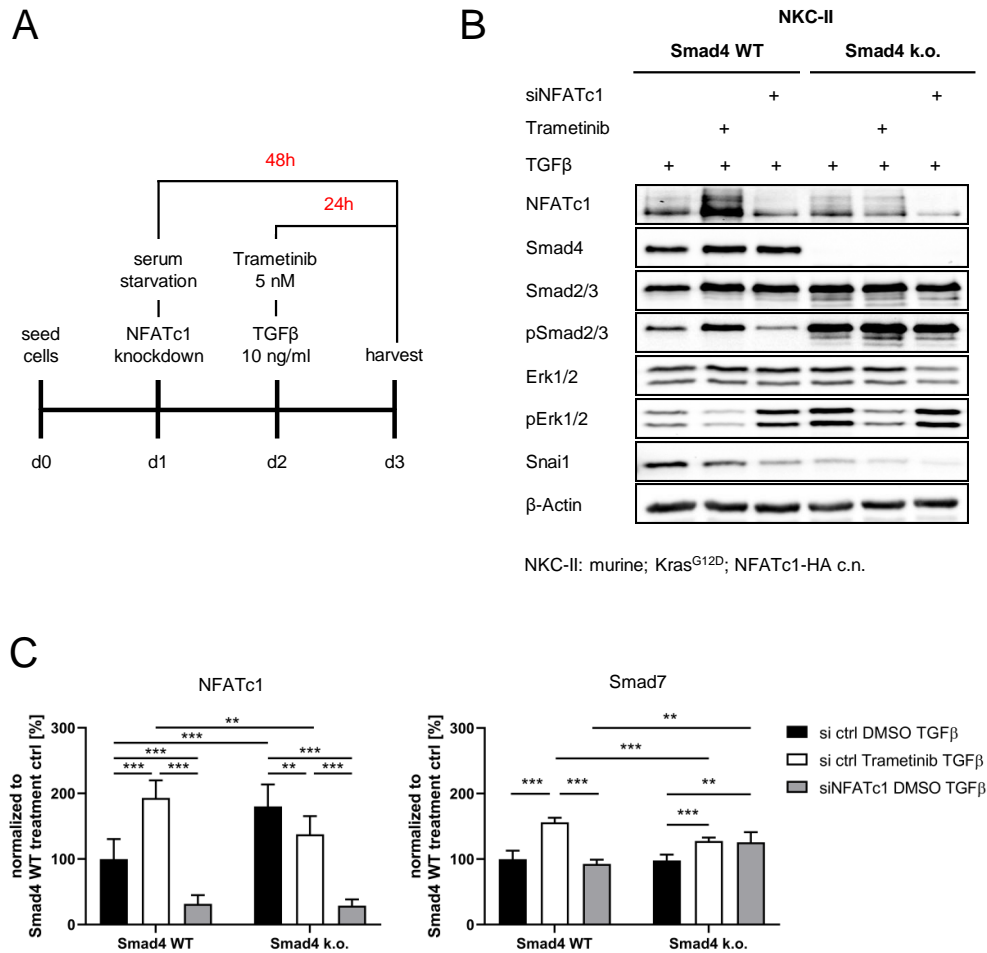 A
48h
24h
serum
starvation
Trametinib
5 nM
seed
cells
NFATc1
knockdown
TGFβ
10 ng/ml
harvest
d0 d1 d2 d3
B
NKC-II
Smad4 WT Smad4 k.o.
siNFATc1 + +
Trametinib + +
TGFβ + + + + + +
NFATc1
Smad4
Smad2/3
pSmad2/3
Erk1/2
pErk1/2
Snai1
β-Actin
NKC-II: murine; Kras^G12D; NFATc1-HA c.n.
C
NFATc1
normalized to
Smad4 WT treatment ctrl [%]
300
200
100
0
**
***
*** ***
*** *** ** ***
Smad4 WT Smad4 k.o.
Smad7
normalized to
Smad4 WT treatment ctrl [%]
300
200
100
0
**
***
*** *** **
***
Smad4 WT Smad4 k.o.
si ctrl DMSO TGFβ
si ctrl Trametinib TGFβ
siNFATc1 DMSO TGFβ